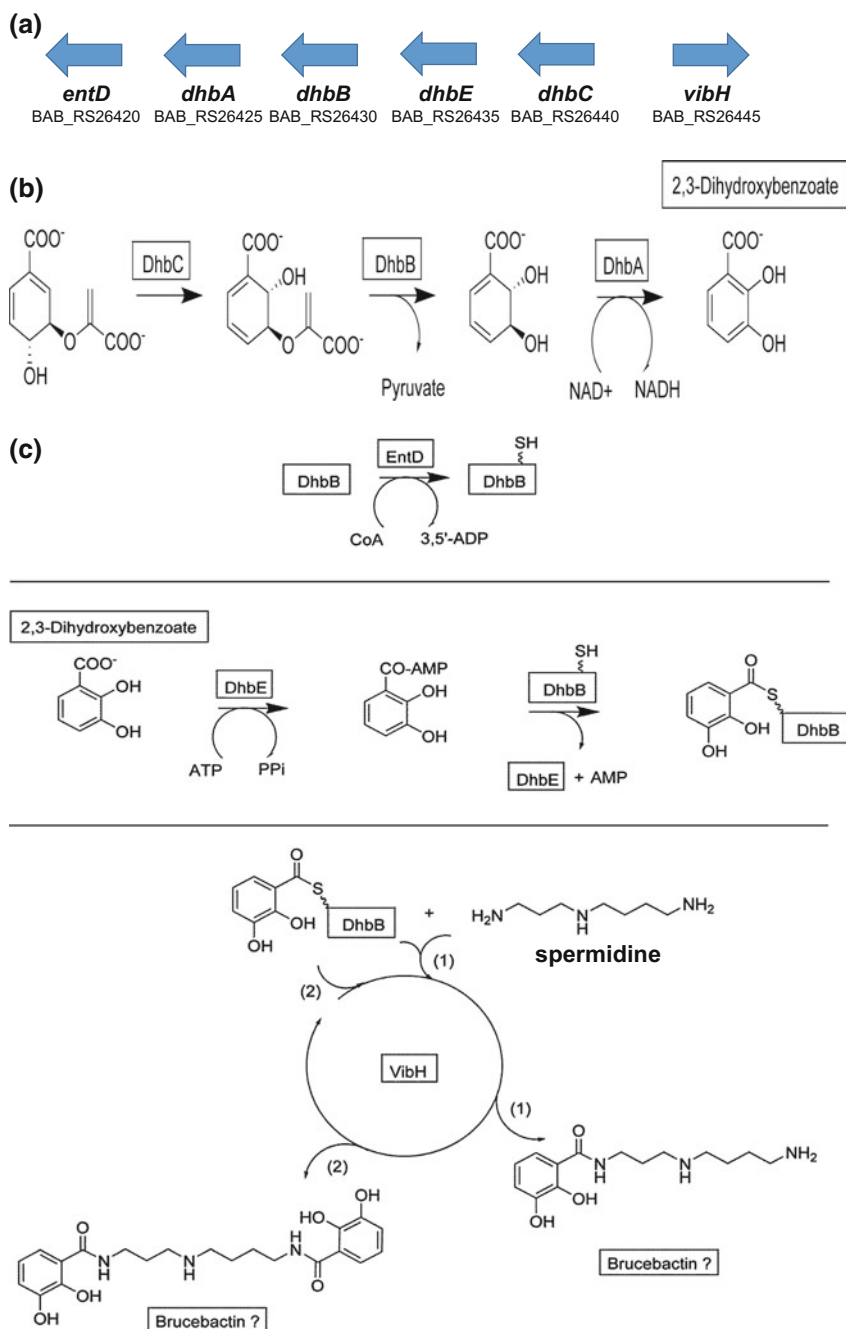 (a)
entD dhbA dhbB dhbE dhbC vibH
BAB_RS26420 BAB_RS26425 BAB_RS26430 BAB_RS26435 BAB_RS26440 BAB_RS26445
(b)
2,3-Dihydroxybenzoate
COO- COO- COO- COO-
DhbC DhbB DhbA
OH OH OH
O COO- O COO- OH OH
OH
Pyruvate NAD+ NADH
(c)
SH
EntD
DhbB DhbB
CoA 3,5'-ADP
2,3-Dihydroxybenzoate
COO- CO-AMP SH O
OH DhbE OH DhbB S
OH OH OH DhbB
OH
ATP PPi DhbE + AMP
O
S
OH DhbB + H2N N H NH2
OH
spermidine
(1)
(2)
VibH
(1)
(2)
O
N H N H NH2
OH
OH
Brucebactin ?
OH
HO
O
N H N H H N
O
OH
OH
Brucebactin ?